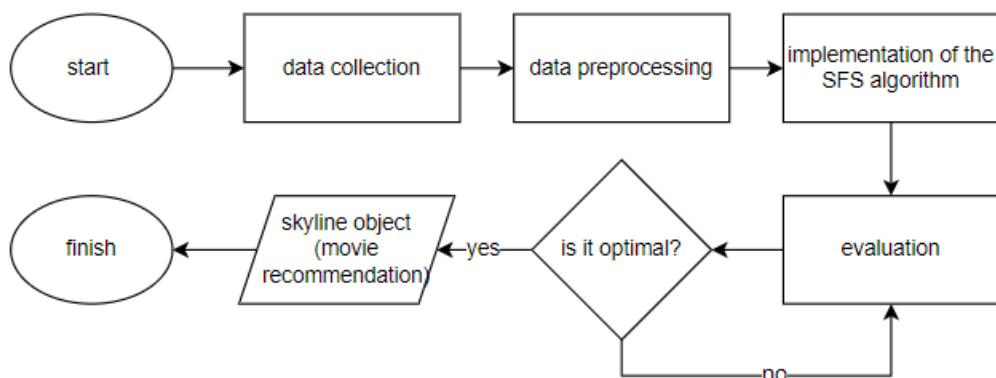 start
data collection
data preprocessing
implementation of the
SFS algorithm
finish
skyline object
(movie
recommendation)
yes
is it optimal?
evaluation
no